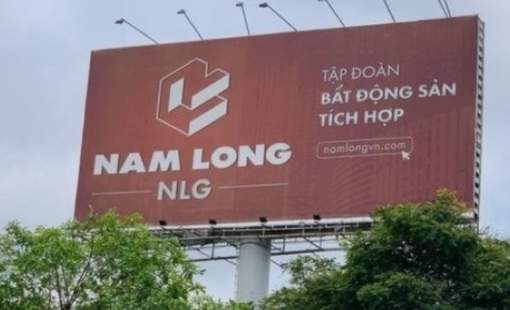 NAM LONG
NLG
TẬP ĐOÀN
BẤT ĐỘNG SẢN
TÍCH HỢP
namlongvn.com